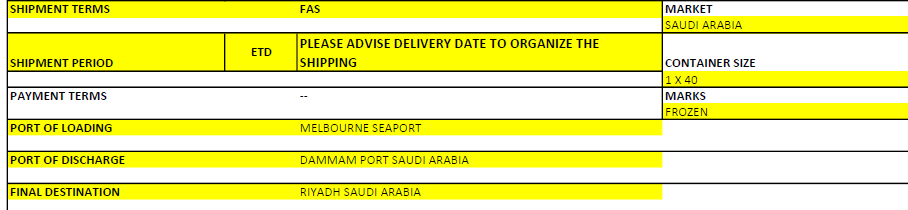 SHIPMENT TERMS FAS MARKET
SAUDI ARABIA
PLEASE ADVISE DELIVERY DATE TO ORGANIZE THE
ETD
SHIPMENT PERIOD SHIPPING CONTAINER SIZE
1 X 40
PAYMENT TERMS -- MARKS
FROZEN
PORT OF LOADING MELBOURNE SEAPORT
PORT OF DISCHARGE DAMMAM PORT SAUDI ARABIA
FINAL DESTINATION RIYADH SAUDI ARABIA